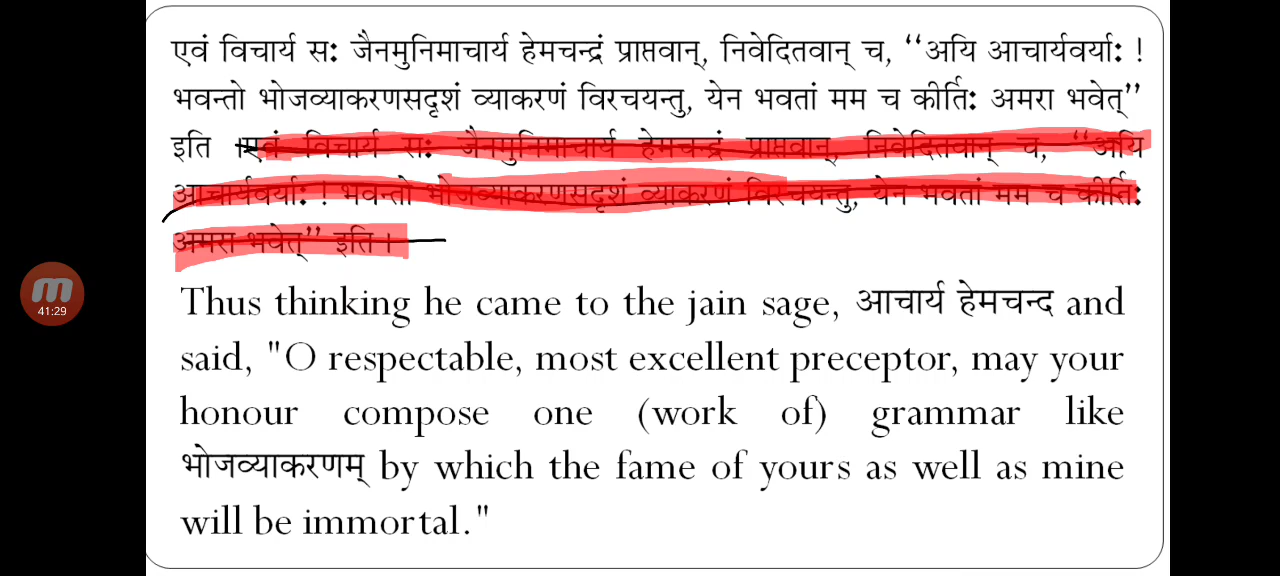 एवं विचार्य सः जैनमुनिमाचार्य हेमचन्द्रं प्राप्तवान्, निवेदितवान् च, “अयि आचार्यवर्याः !
भवन्तो भोजव्याकरणसदृशं व्याकरणं विरचयन्तु, येन भवतां मम च कीर्तिः अमरा भवेत्”
इति ।एवं विचार्य सः जैनमुनिमाचार्य हेमचन्द्रं प्राप्तवान्, निवेदितवान् च, “अयि
आचार्यवर्याः ! भवन्तो भोजव्याकरणसदृशं व्याकरणं विरचयन्तु, येन भवतां मम च कीर्तिः
अमरा भवेत्” इति ।
Thus thinking he came to the jain sage, आचार्य हेमचन्द and
said, "O respectable, most excellent preceptor, may your
honour compose one (work of) grammar like
भोजव्याकरणम् by which the fame of yours as well as mine
will be immortal."
41:29